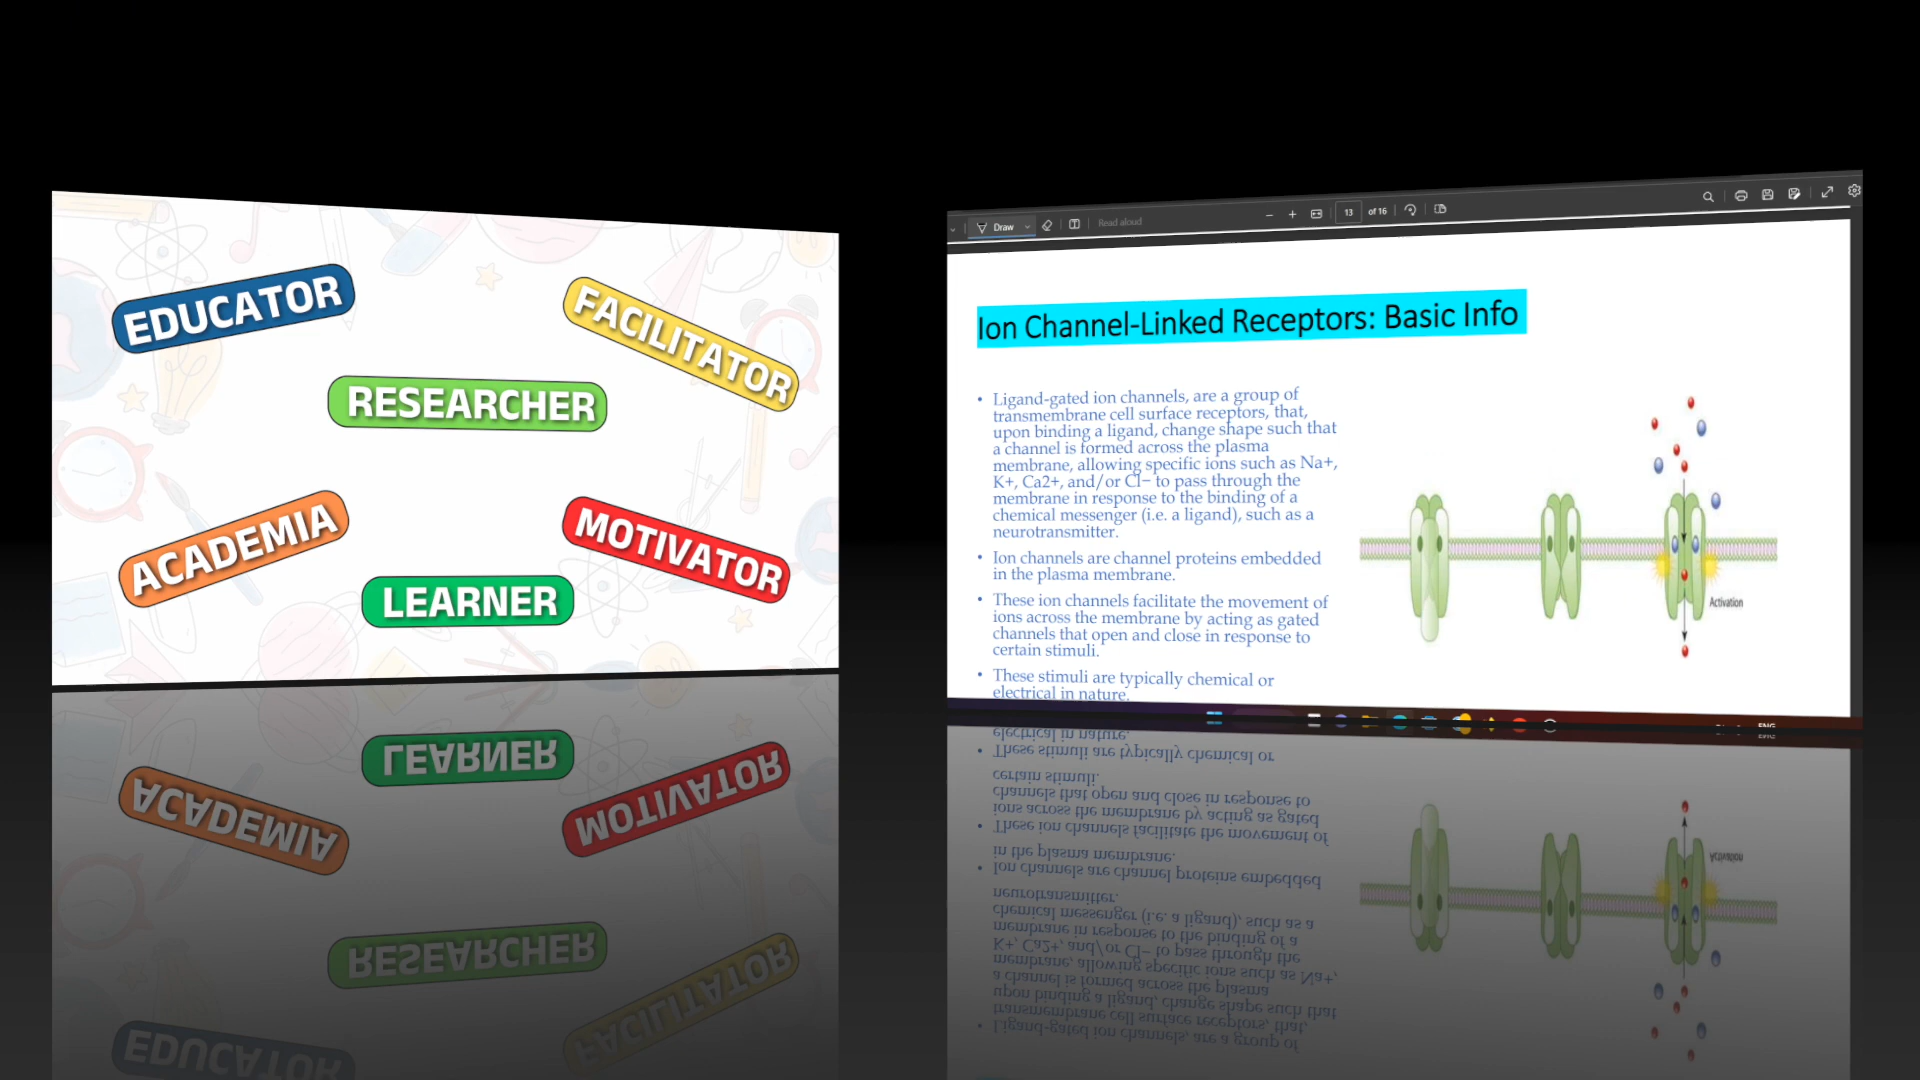 EDUCATOR
FACILITATOR
RESEARCHER
ACADEMIA
MOTIVATOR
LEARNER
Draw
Read aloud
13 of 16
Ion Channel-Linked Receptors: Basic Info
• Ligand-gated ion channels, are a group of
transmembrane cell surface receptors, that,
upon binding a ligand, change shape such that
a channel is formed across the plasma
membrane, allowing specific ions such as Na+,
K+, Ca2+, and/or Cl− to pass through the
membrane in response to the binding of a
chemical messenger (i.e. a ligand), such as a
neurotransmitter.
• Ion channels are channel proteins embedded
in the plasma membrane.
• These ion channels facilitate the movement of
ions across the membrane by acting as gated
channels that open and close in response to
certain stimuli.
• These stimuli are typically chemical or
electrical in nature.
Activation
ENG